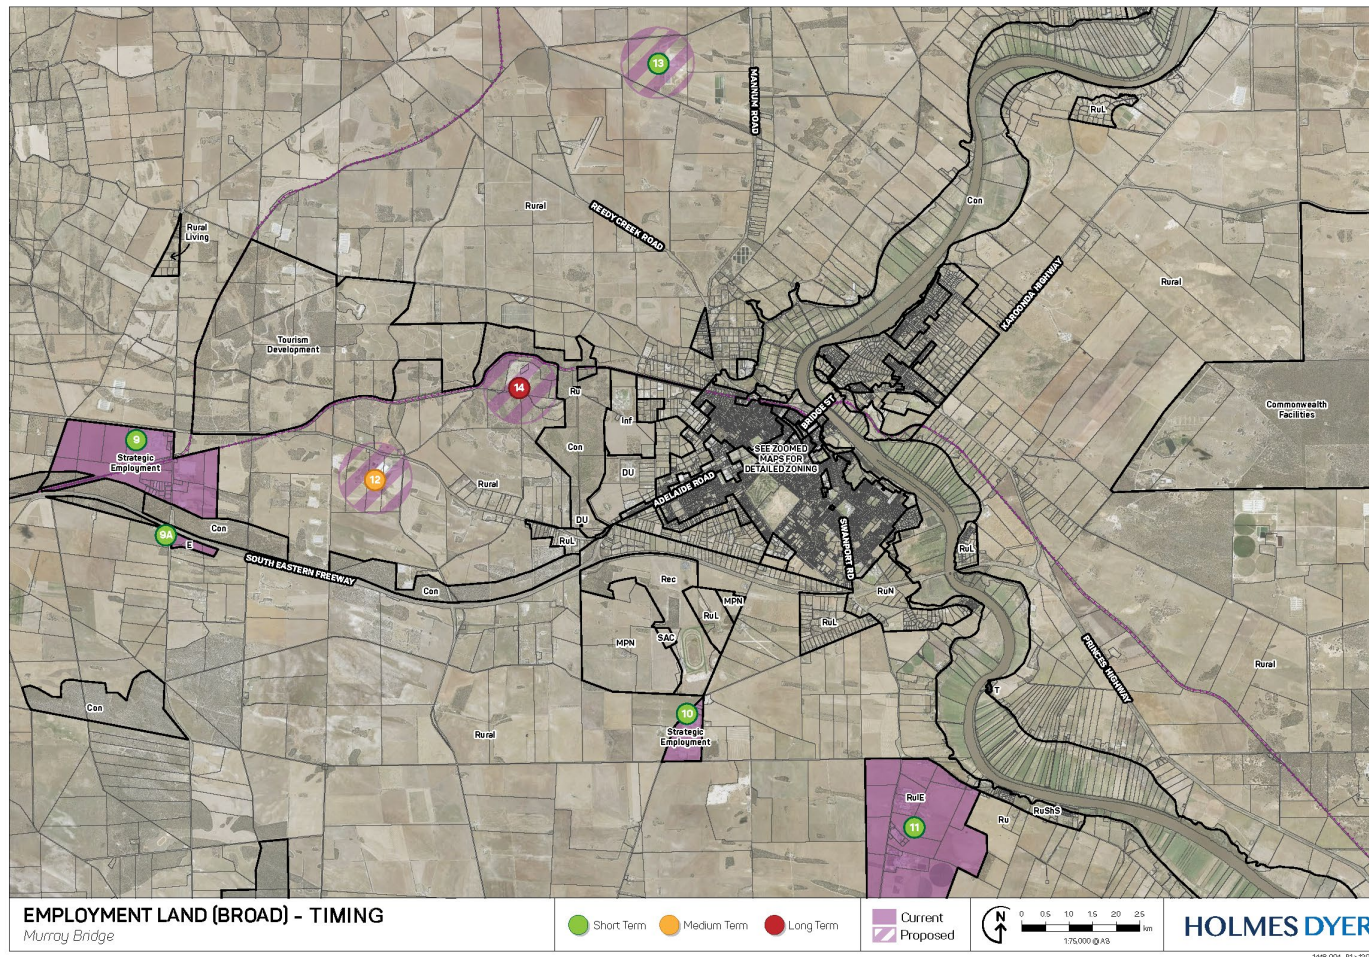 13
MANNUM ROAD
RuL
Con
Rural
REEDY CREEK ROAD
Rural
Living
KAROONDA HIGHWAY
Rural
Tourism
Development
14
Ru
Inf
BRIDGE ST
Commonwealth
Facilities
9
Strategic
Employment
Con
SEE ZOOMED
MAPS FOR
DETAILED ZONING
12
Rural
DU
ADELAIDE ROAD
DU
SWANPORT RD
9A
E
Con
RuL
RuL
SOUTH EASTERN FREEWAY
Con
Rec
RuN
MPN
RuL
RuL
SAC
MPN
PRINCES HIGHWAY
Rural
T
Con
10
Strategic
Employment
Rural
RuIE
RuShS
Ru
11
EMPLOYMENT LAND (BROAD) - TIMING
Murray Bridge
Short Term
Medium Term
Long Term
Current
Proposed
N
0 0.5 1.0 1.5 2.0 2.5
km
1:75,000 @ A3
HOLMES DYER